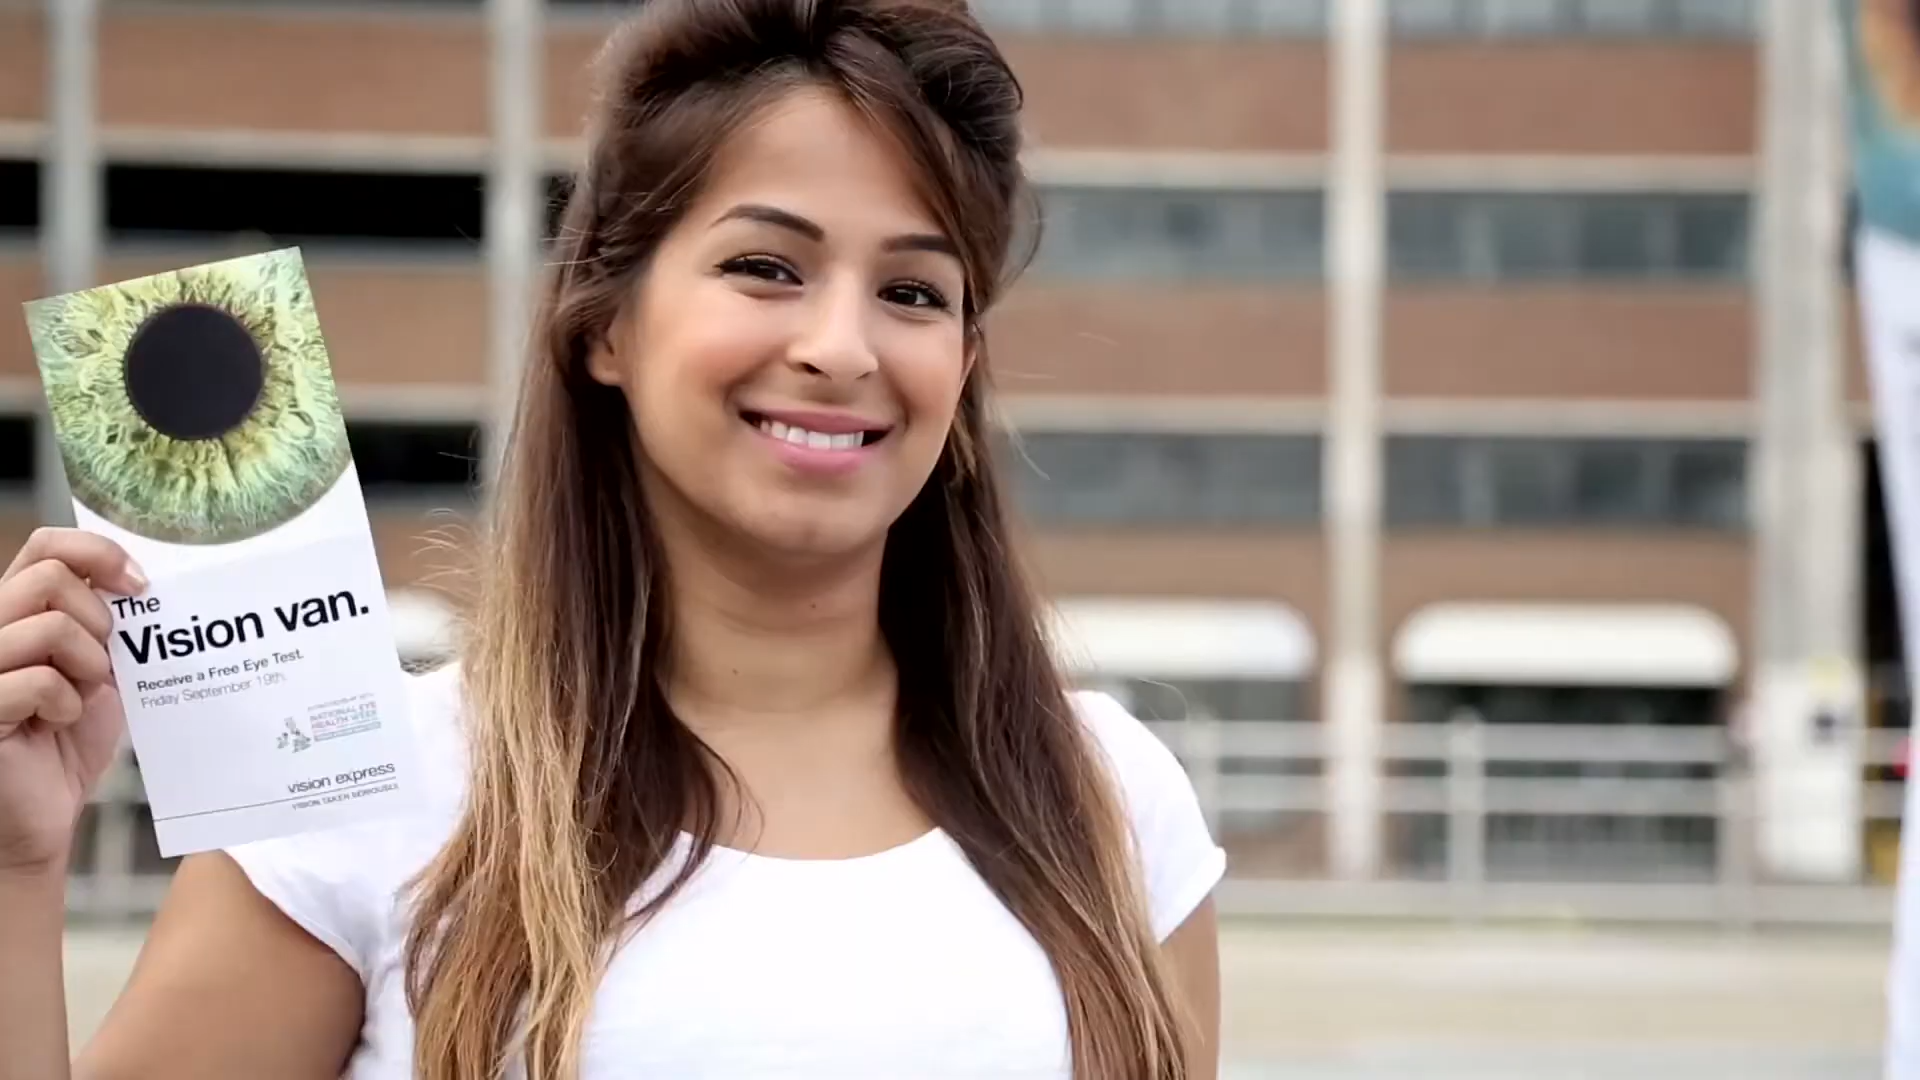 The
Vision van.
Receive a Free Eye Test.
Friday September 19th.
NATIONAL EYE
HEALTH WEEK
vision express
VISION TAKEN SERIOUSLY